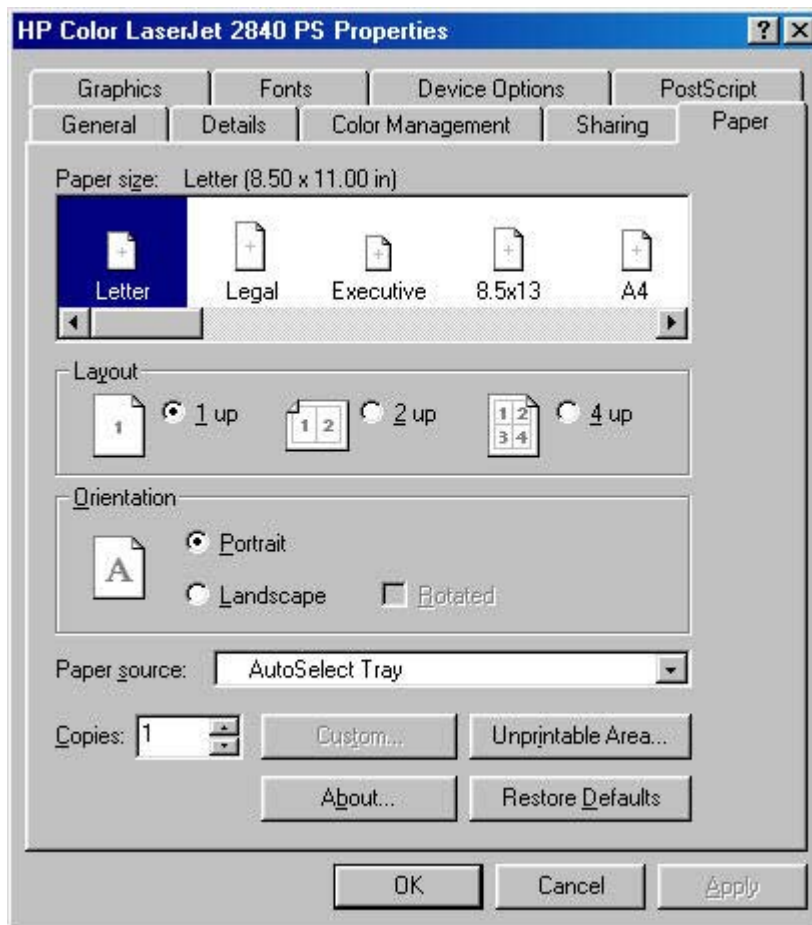 HP Color LaserJet 2840 PS Properties
Graphics Fonts Device Options PostScript
General Details Color Management Sharing Paper
Paper size: Letter (8.50 x 11.00 in)
Letter Legal Executive 8.5x13 A4
Layout
1 1 up 1 2 2 up 1 2 3 4 4 up
Orientation
A
Portrait
Landscape Rotated
Paper source: AutoSelect Tray
Copies: 1 Custom... Unprintable Area...
About... Restore Defaults
OK Cancel Apply